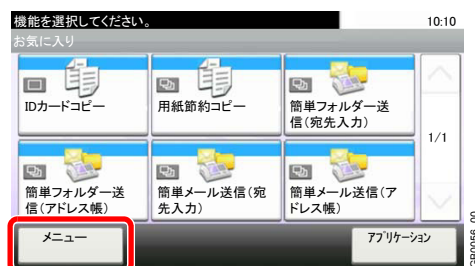 機能を選択してください。
10:10
お気に入り
IDカードコピー
用紙節約コピー
簡単フォルダー送
信(宛先入力)
1/1
簡単フォルダー送
信(アドレス帳)
簡単メール送信(宛
先入力)
簡単メール送信(ア
ドレス帳)
メニュー
アプリケーション